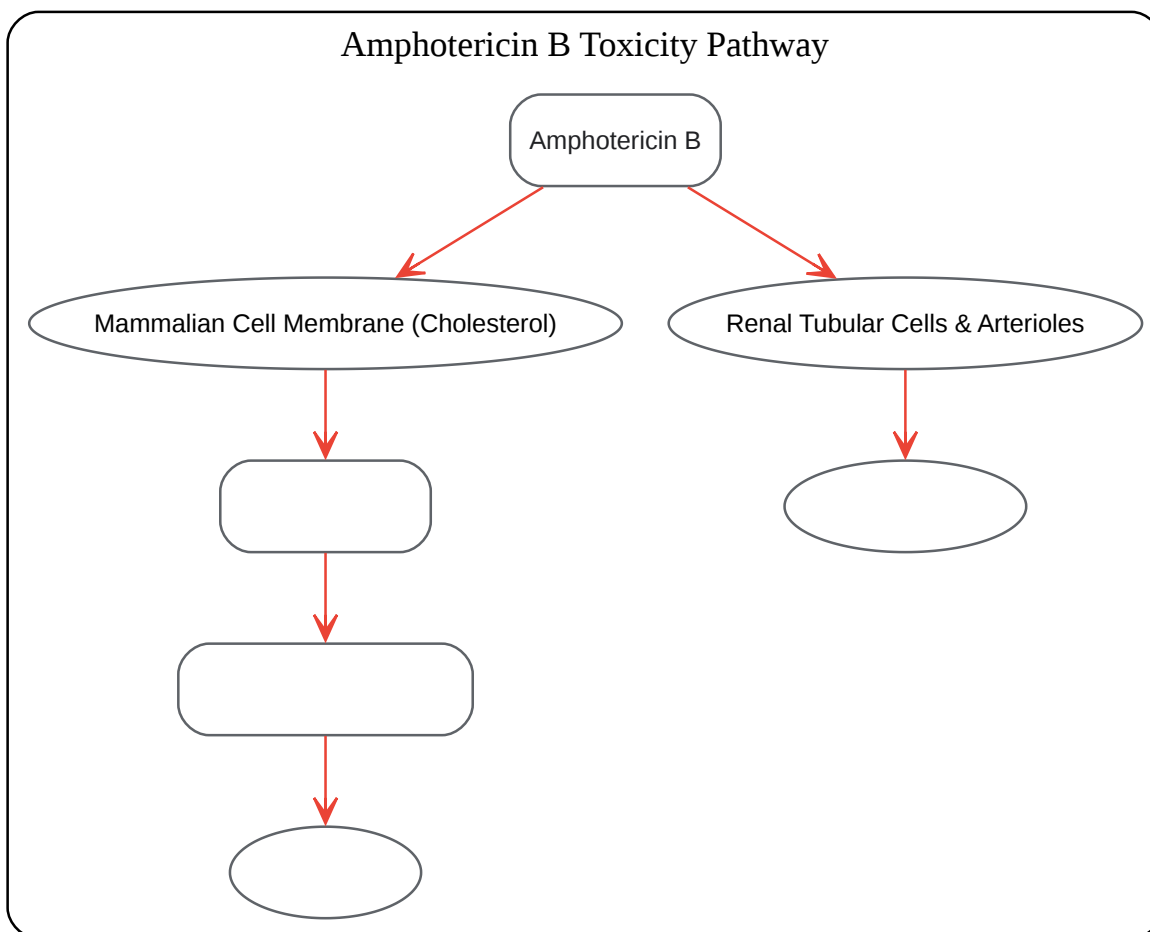 Amphotericin B Toxicity Pathway
Amphotericin B
Mammalian Cell Membrane (Cholesterol)
Renal Tubular Cells & Arterioles